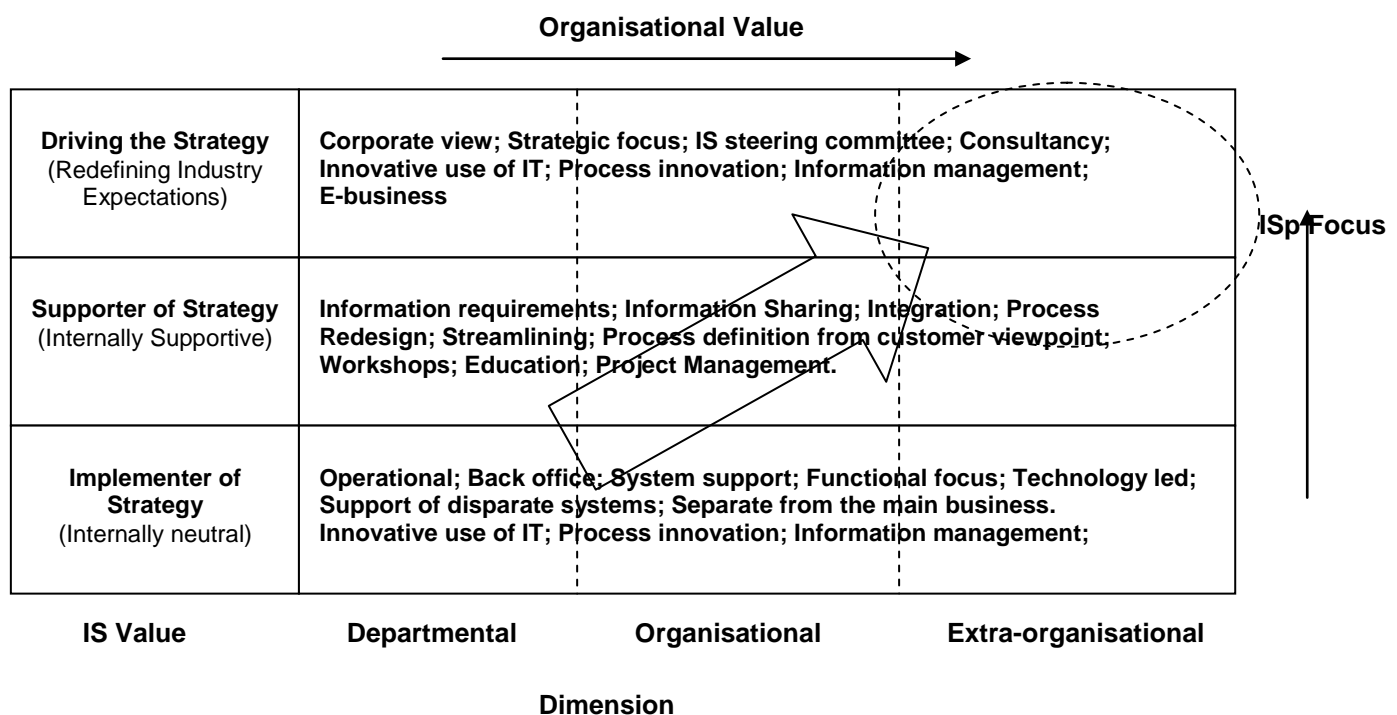 Organisational Value
Driving the Strategy
(Redefining Industry
Expectations)
Corporate view; Strategic focus; IS steering committee; Consultancy;
Innovative use of IT; Process innovation; Information management;
E-business
ISp Focus
Supporter of Strategy
(Internally Supportive)
Information requirements; Information Sharing; Integration; Process
Redesign; Streamlining; Process definition from customer viewpoint;
Workshops; Education; Project Management.
Implementer of
Strategy
(Internally neutral)
Operational; Back office; System support; Functional focus; Technology led;
Support of disparate systems; Separate from the main business.
Innovative use of IT; Process innovation; Information management;
IS Value
Departmental
Organisational
Extra-organisational
Dimension